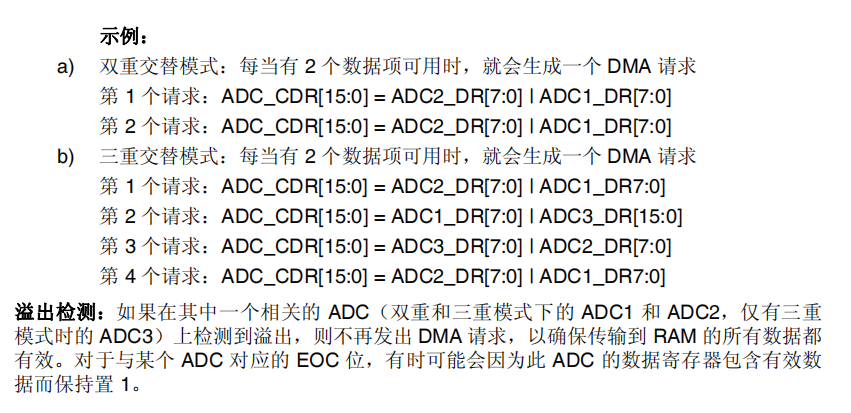 示例：
a) 双重交替模式：每当有 2 个数据项可用时，就会生成一个 DMA 请求
第 1 个请求：ADC_CDR[15:0] = ADC2_DR[7:0] | ADC1_DR[7:0]
第 2 个请求：ADC_CDR[15:0] = ADC2_DR[7:0] | ADC1_DR[7:0]
b) 三重交替模式：每当有 2 个数据项可用时，就会生成一个 DMA 请求
第 1 个请求：ADC_CDR[15:0] = ADC2_DR[7:0] | ADC1_DR7:0]
第 2 个请求：ADC_CDR[15:0] = ADC1_DR[7:0] | ADC3_DR[15:0]
第 3 个请求：ADC_CDR[15:0] = ADC3_DR[7:0] | ADC2_DR[7:0]
第 4 个请求：ADC_CDR[15:0] = ADC2_DR[7:0] | ADC1_DR7:0]
溢出检测：如果在其中一个相关的 ADC（双重和三重模式下的 ADC1 和 ADC2，仅有三重
模式时的 ADC3）上检测到溢出，则不再发出 DMA 请求，以确保传输到 RAM 的所有数据都
有效。对于与某个 ADC 对应的 EOC 位，有时可能会因为此 ADC 的数据寄存器包含有效数
据而保持置 1。